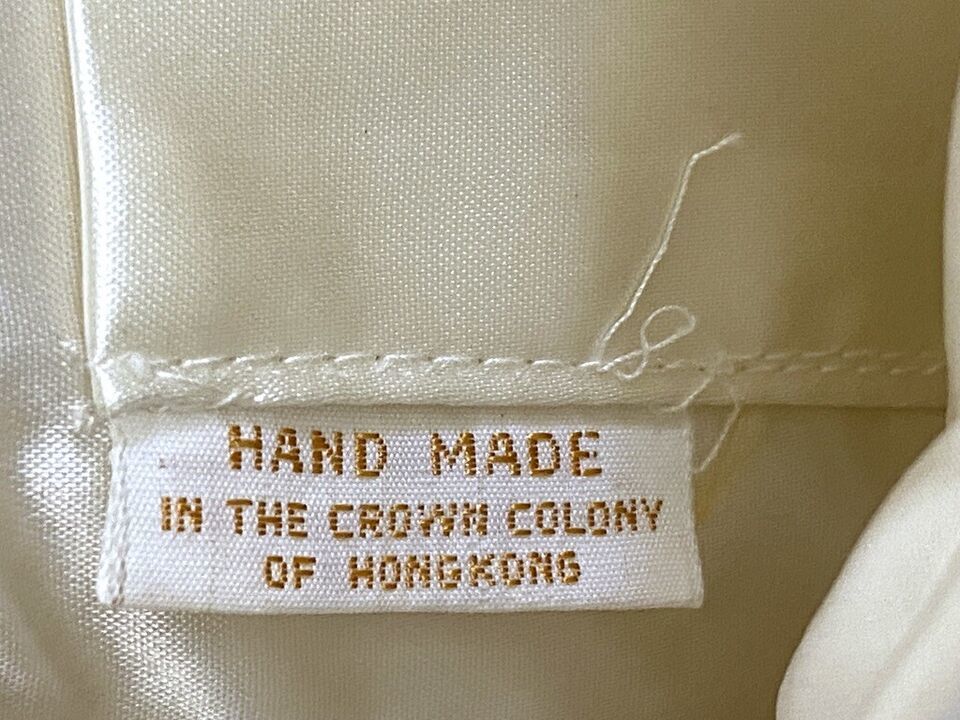 HAND MADE
IN THE CROWN COLONY
OF HONGKONG